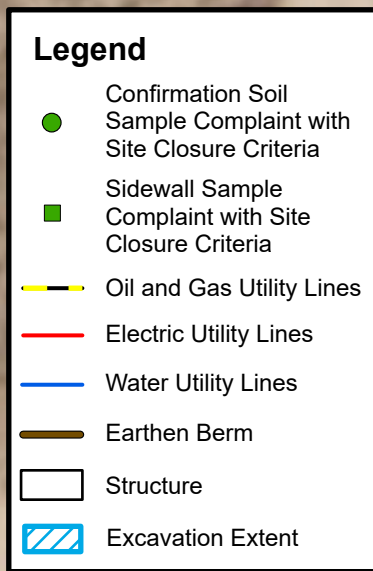 Legend
Confirmation Soil
Sample Complaint with
Site Closure Criteria
Sidewall Sample
Complaint with Site
Closure Criteria
Oil and Gas Utility Lines
Electric Utility Lines
Water Utility Lines
Earthen Berm
Structure
Excavation Extent